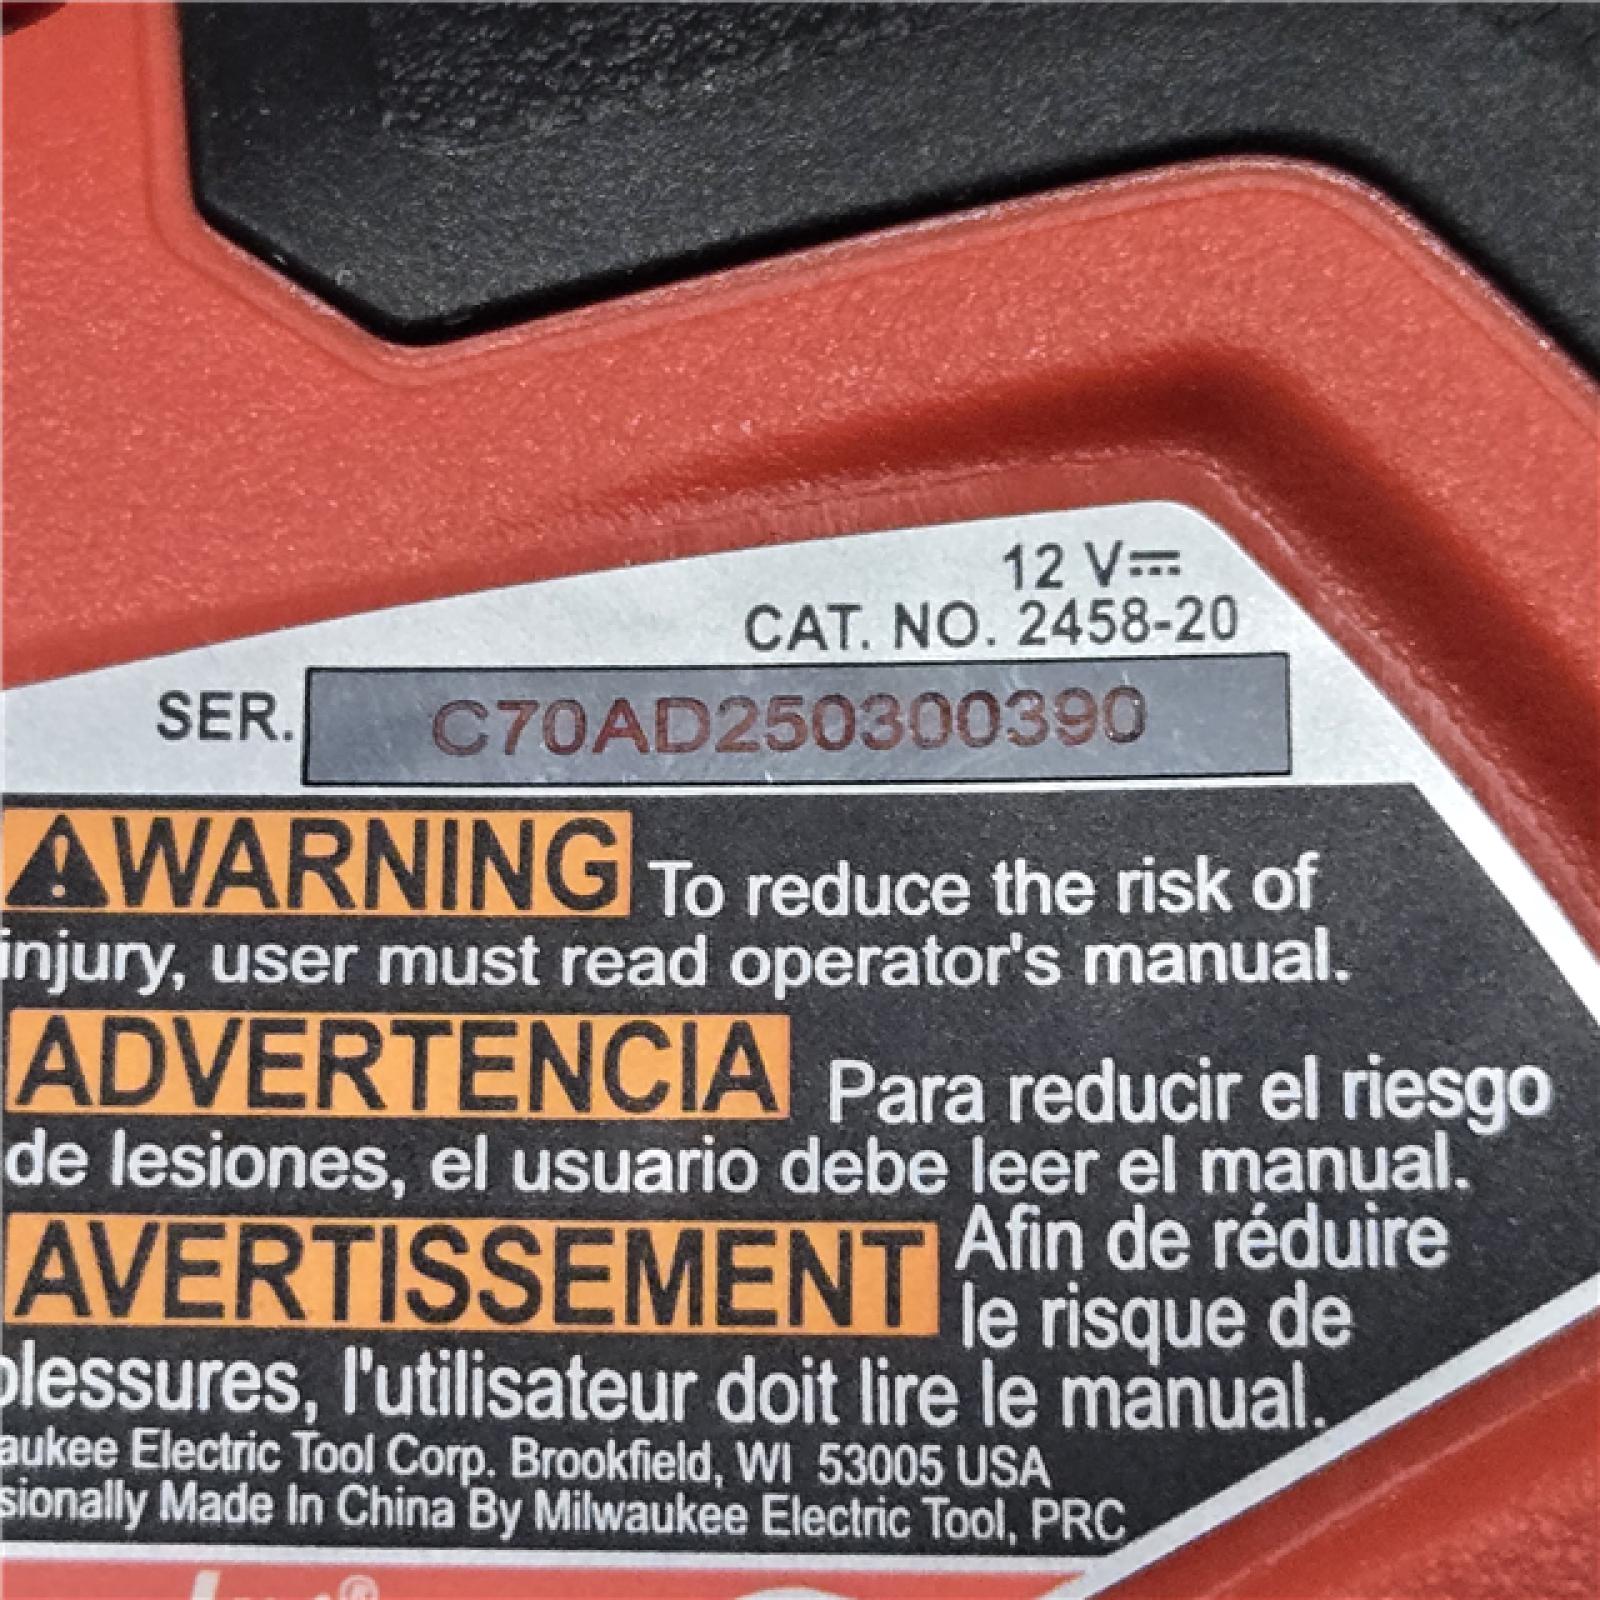 12 V
CAT. NO. 2458-20
SER. C70AD250300390
WARNING To reduce the risk of
injury, user must read operator's manual.
ADVERTENCIA Para reducir el riesgo
de lesiones, el usuario debe leer el manual.
AVERTISSEMENT Afin de réduire
le risque de
blessures, l'utilisateur doit lire le manual.
aukee Electric Tool Corp. Brookfield, WI 53005 USA
sionally Made In China By Milwaukee Electric Tool, PRC